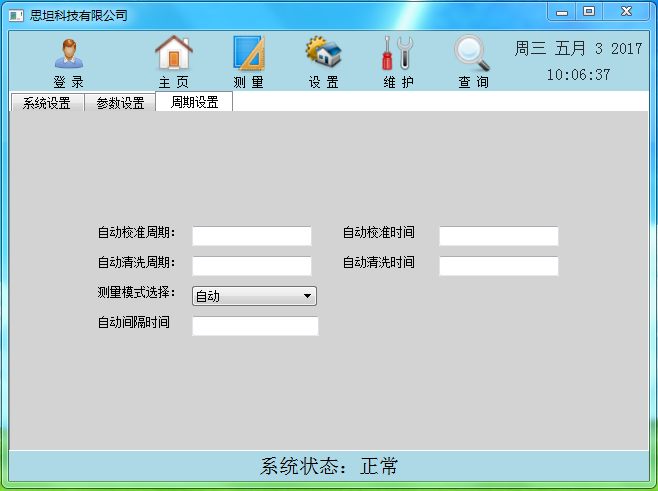 思坦科技有限公司
登 录 主 页 测 量 设 置 维 护 查 询
周三 五月 3 2017
10:06:37
系统设置 参数设置 周期设置
自动校准周期： 自动校准时间
自动清洗周期： 自动清洗时间
测量模式选择： 自动
自动间隔时间
系统状态：正常